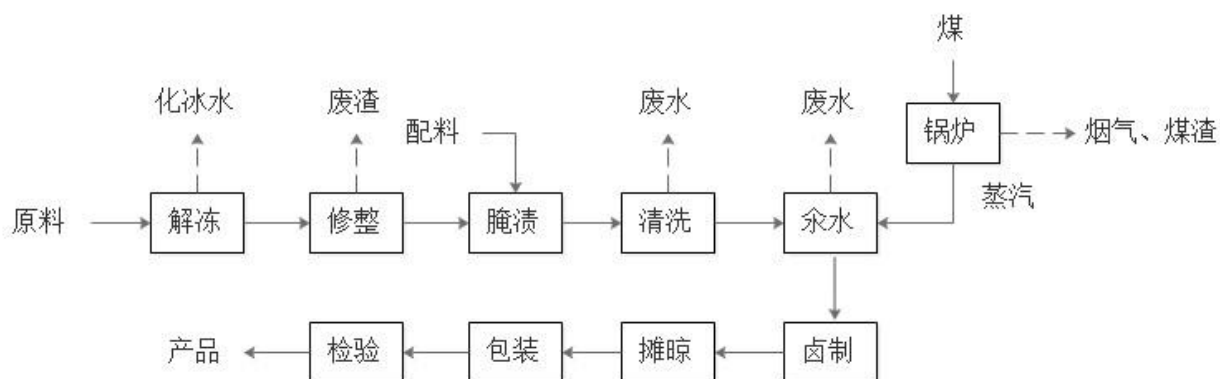 煤
化冰水
废渣
配料
废水
废水
锅炉
烟气、煤渣
蒸汽
原料
解冻
修整
腌渍
清洗
汆水
产品
检验
包装
摊晾
卤制